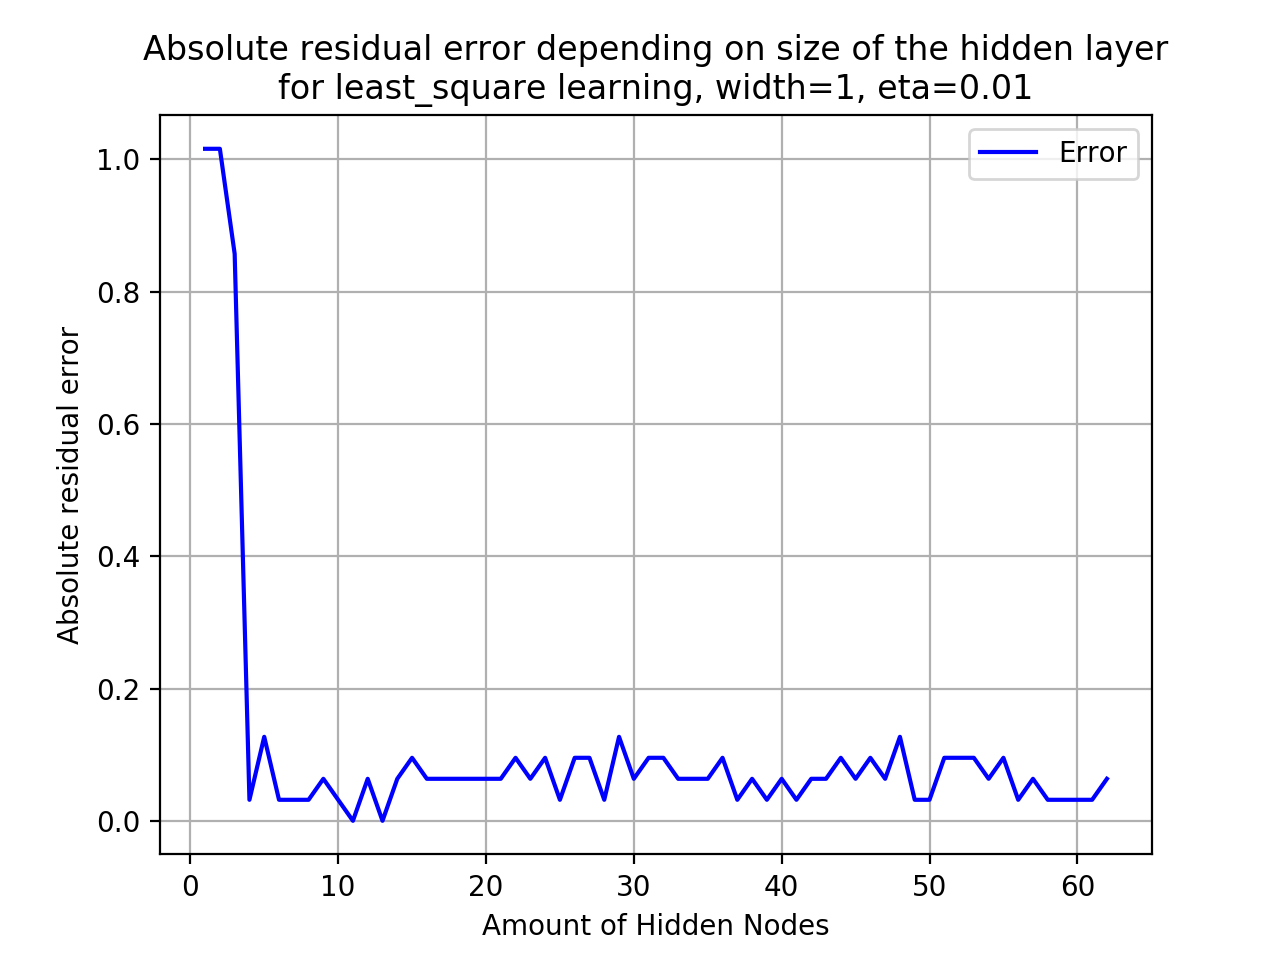 Absolute residual error depending on size of the hidden layer
for least_square learning, width=1, eta=0.01
Error
Absolute residual error
1.0
0.8
0.6
0.4
0.2
0.0
0 10 20 30 40 50 60
Amount of Hidden Nodes